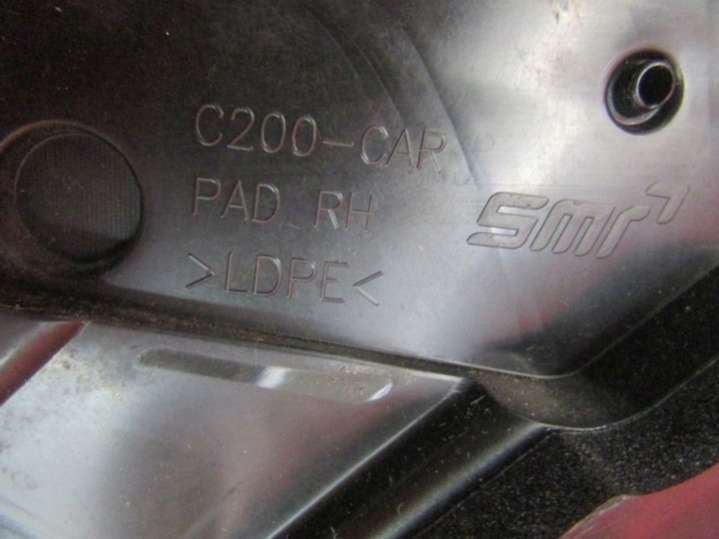 C200-CAR
PAD RH
>LDPE<
smr